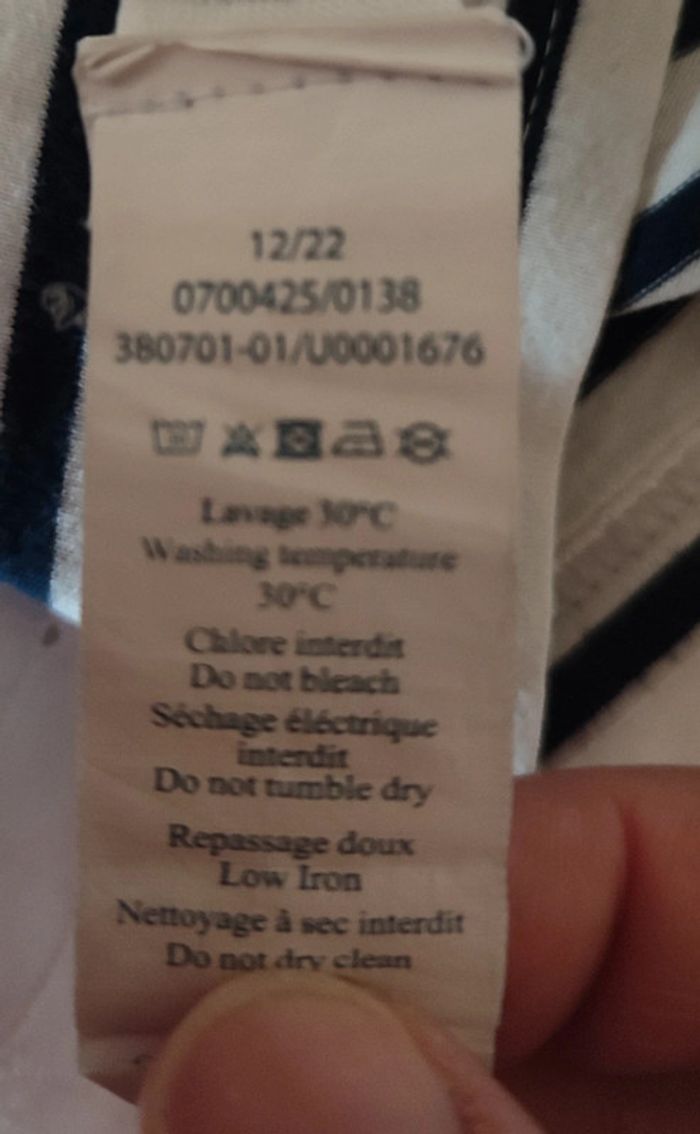 12/22
0700425/0138
380701-01/U0001676
Lavage 30°C
Washing temperature
30°C
Chlore interdit
Do not bleach
Séchage éléctrique
interdit
Do not tumble dry
Repassage doux
Low Iron
Nettoyage à sec interdit
Do not dry clean